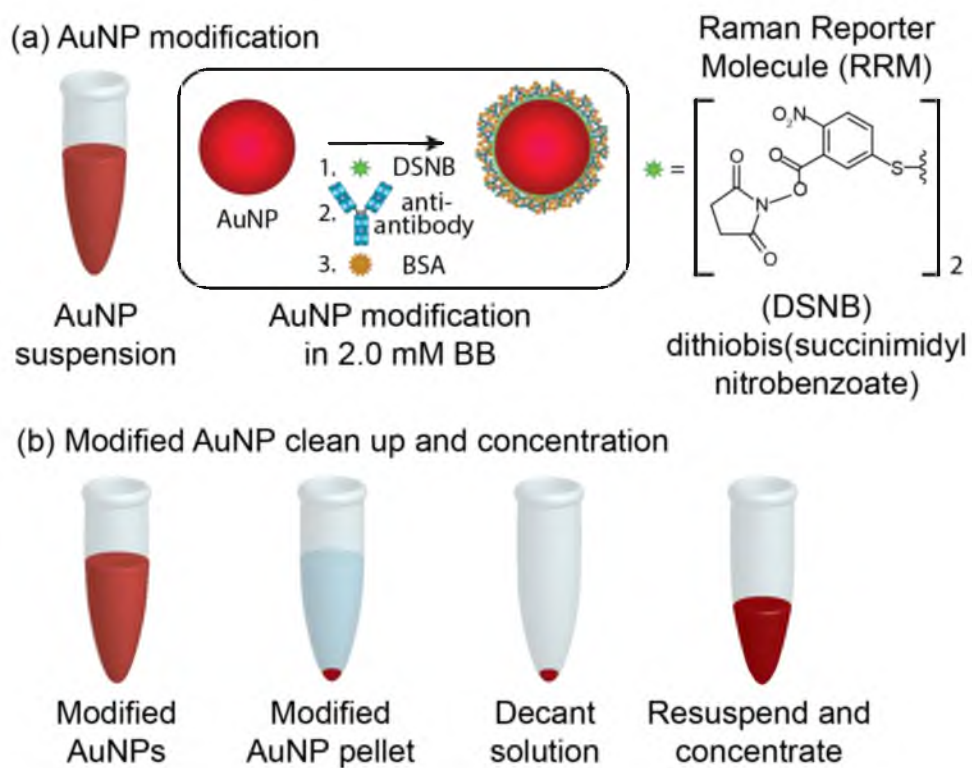 (a) AuNP modification
AuNP
suspension
AuNP
1. DSNB
2. anti-
antibody
3. BSA
AuNP modification
in 2.0 mM BB
Raman Reporter
Molecule (RRM)
=
O₂N
O
O
O
N
O
S
2
(DSNB)
dithiobis(succinimidyl
nitrobenzoate)
(b) Modified AuNP clean up and concentration
Modified
AuNPs
Modified
AuNP pellet
Decant
solution
Resuspend and
concentrate